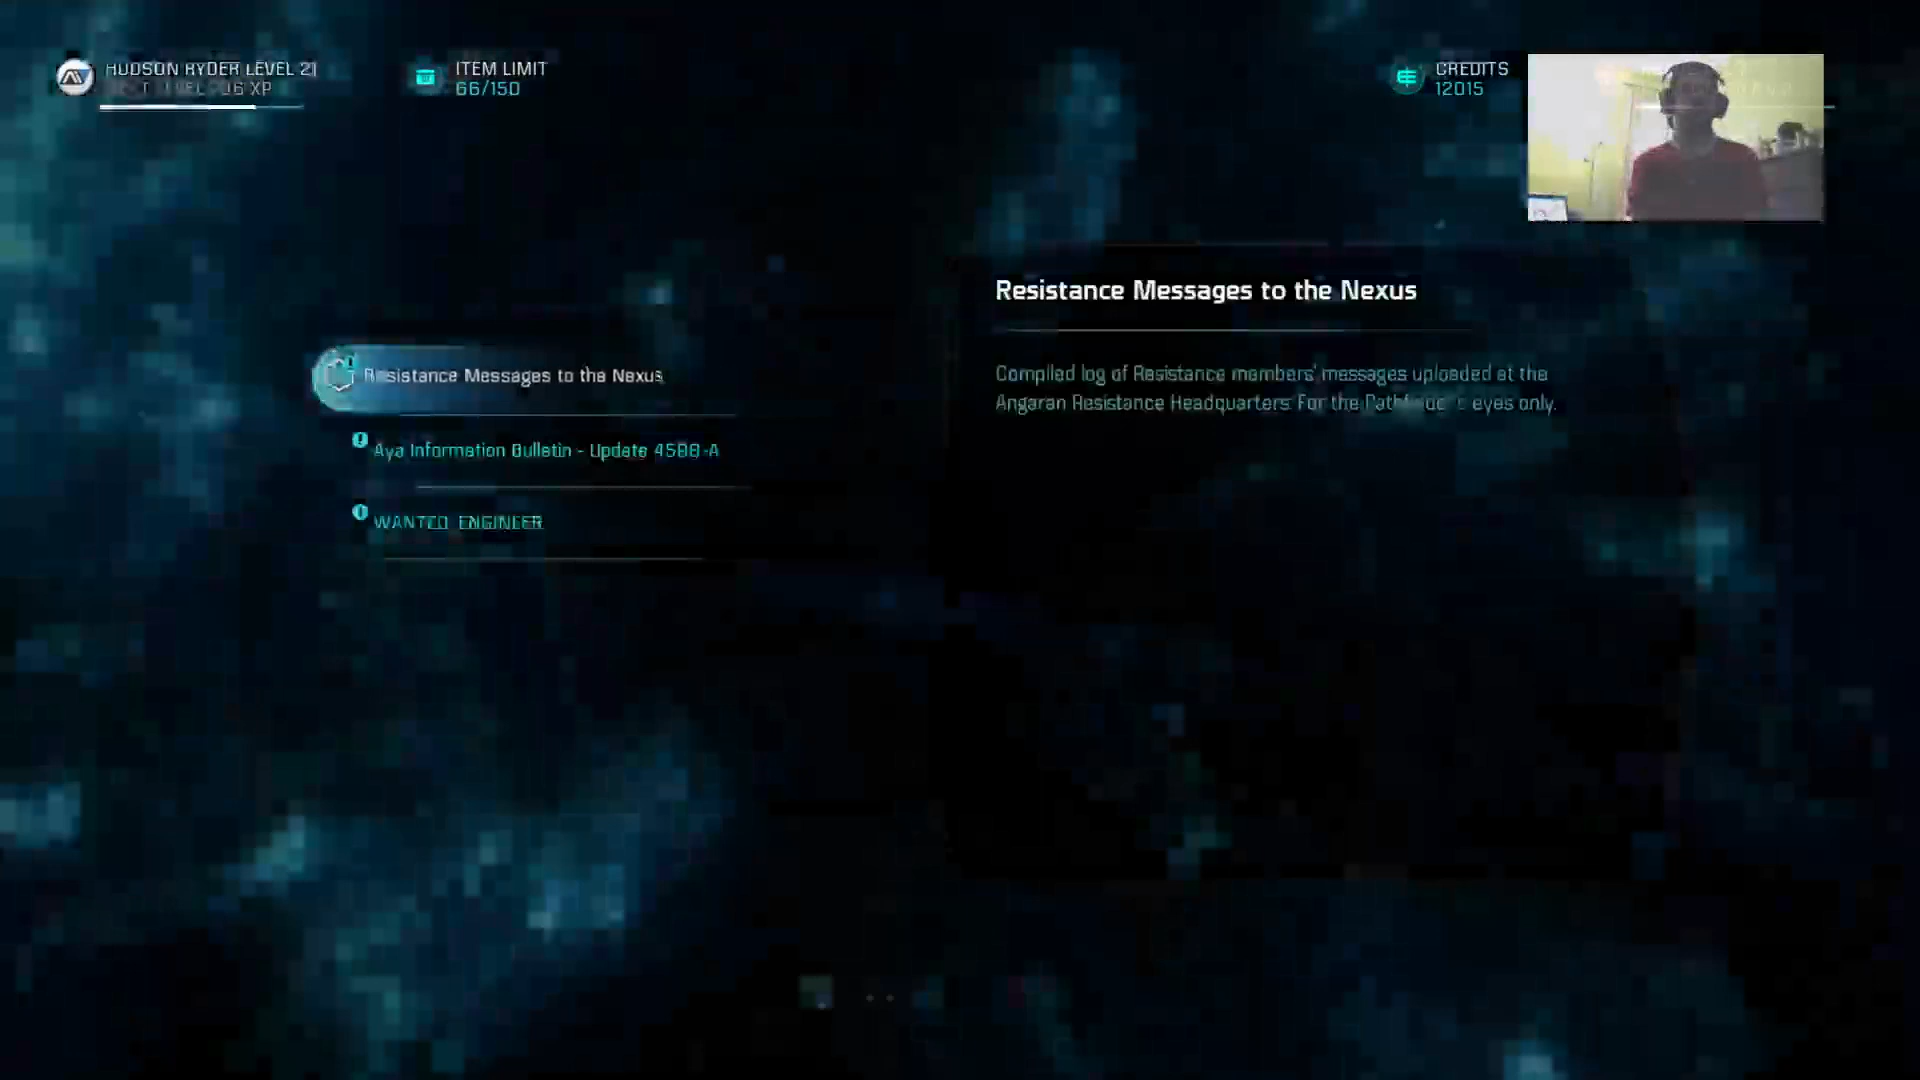 HUDSON RYDER LEVEL 21
XP
ITEM LIMIT
66/150
CREDITS
12015
Resistance Messages to the Nexus
Aya Information Bulletin - Update 4588-A
WANTED: ENGINEER
Resistance Messages to the Nexus
Compiled log of Resistance members' messages uploaded at the
Angaran Resistance Headquarters. For the Pathfinder's eyes only.